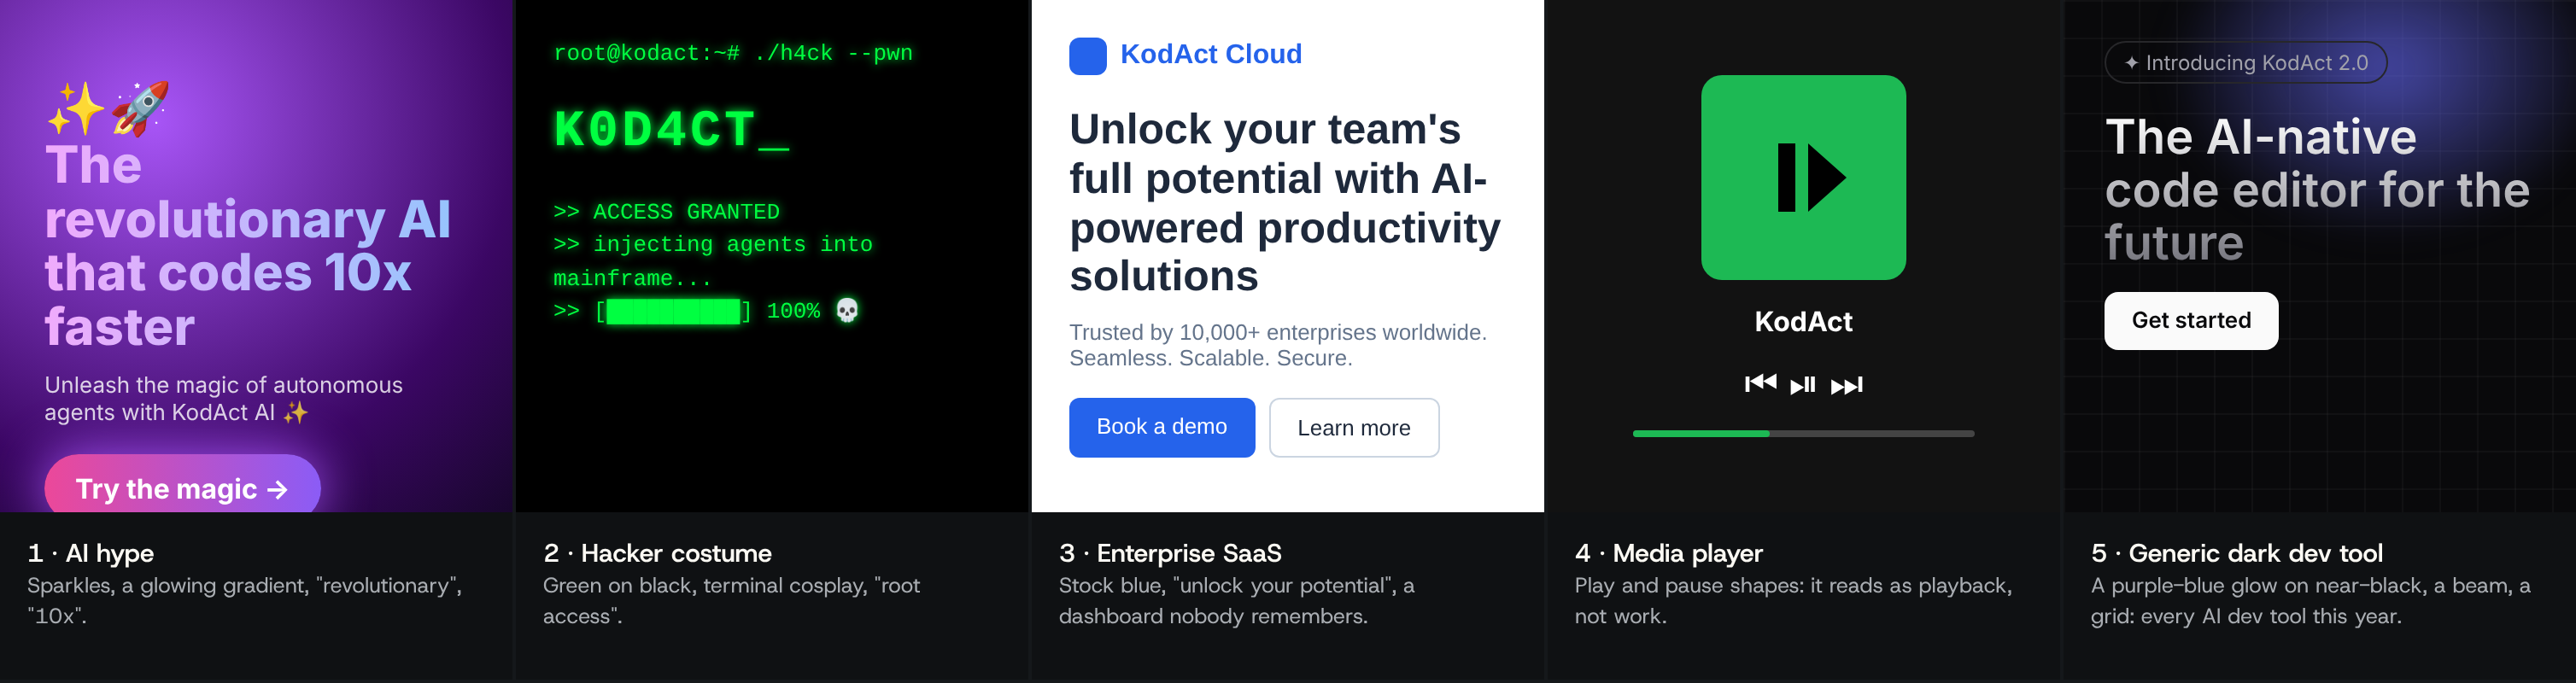 ✨🚀
The
revolutionary AI
that codes 10x
faster
Unleash the magic of autonomous
agents with KodAct AI ✨
Try the magic →
1 · AI hype
Sparkles, a glowing gradient, "revolutionary",
"10x".
root@kodact:~# ./h4ck --pwn
K0D4CT_
>> ACCESS GRANTED
>> injecting agents into
mainframe...
>> [██████████] 100% 💀
2 · Hacker costume
Green on black, terminal cosplay, "root
access".
KodAct Cloud
Unlock your team's
full potential with AI-
powered productivity
solutions
Trusted by 10,000+ enterprises worldwide.
Seamless. Scalable. Secure.
Book a demo
Learn more
3 · Enterprise SaaS
Stock blue, "unlock your potential", a
dashboard nobody remembers.
KodAct
4 · Media player
Play and pause shapes: it reads as playback,
not work.
✦ Introducing KodAct 2.0
The AI-native
code editor for the
future
Get started
5 · Generic dark dev tool
A purple-blue glow on near-black, a beam, a
grid: every AI dev tool this year.